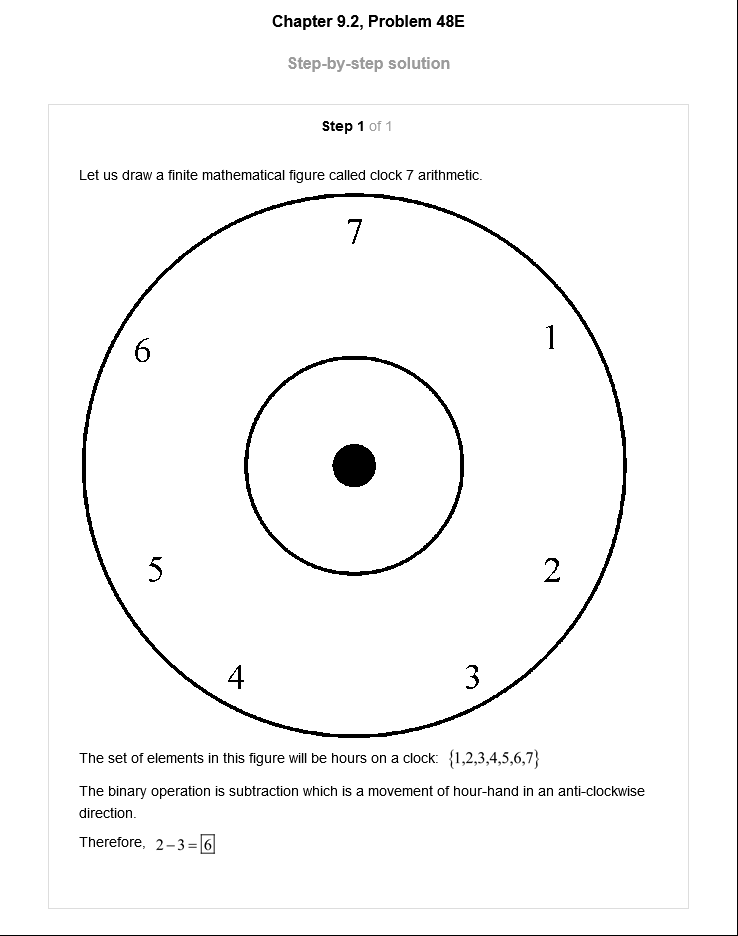 Chapter 9.2, Problem 48E
Step-by-step solution
Step 1 of 1
Let us draw a finite mathematical figure called clock 7 arithmetic.
7
6
1
5
2
4
3
The set of elements in this figure will be hours on a clock: {1,2,3,4,5,6,7}
The binary operation is subtraction which is a movement of hour-hand in an anti-clockwise
direction.
Therefore, 2−3=6